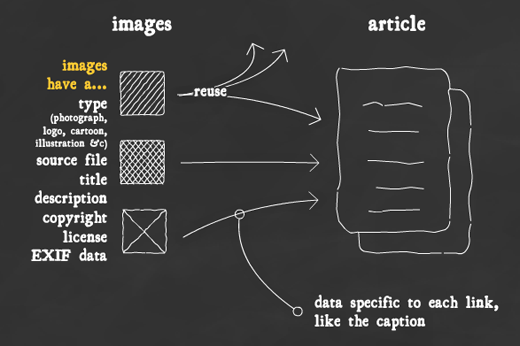 images
article
images
have a...
type
(photograph,
logo, cartoon,
illustration &c)
source file
title
description
copyright
license
EXIF data
reuse
data specific to each link,
like the caption